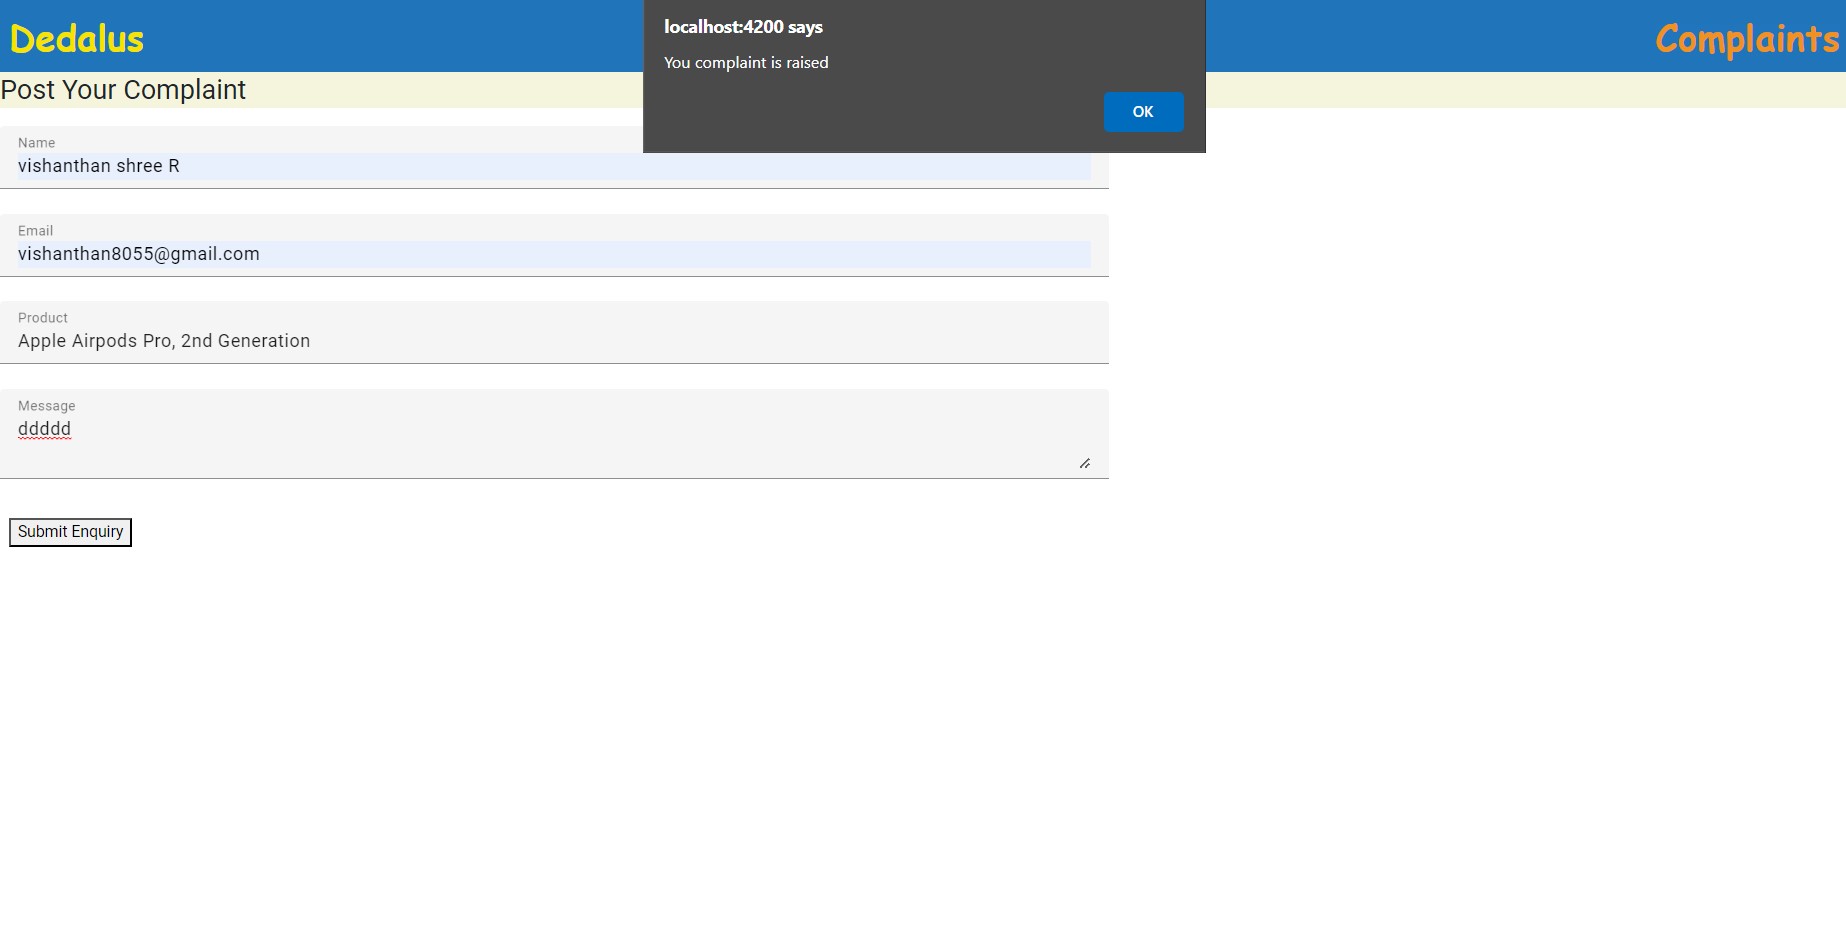 Dedalus
Complaints
localhost:4200 says
You complaint is raised
OK
Post Your Complaint
Name
vishanthan shree R
Email
vishanthan8055@gmail.com
Product
Apple Airpods Pro, 2nd Generation
Message
ddddd
Submit Enquiry